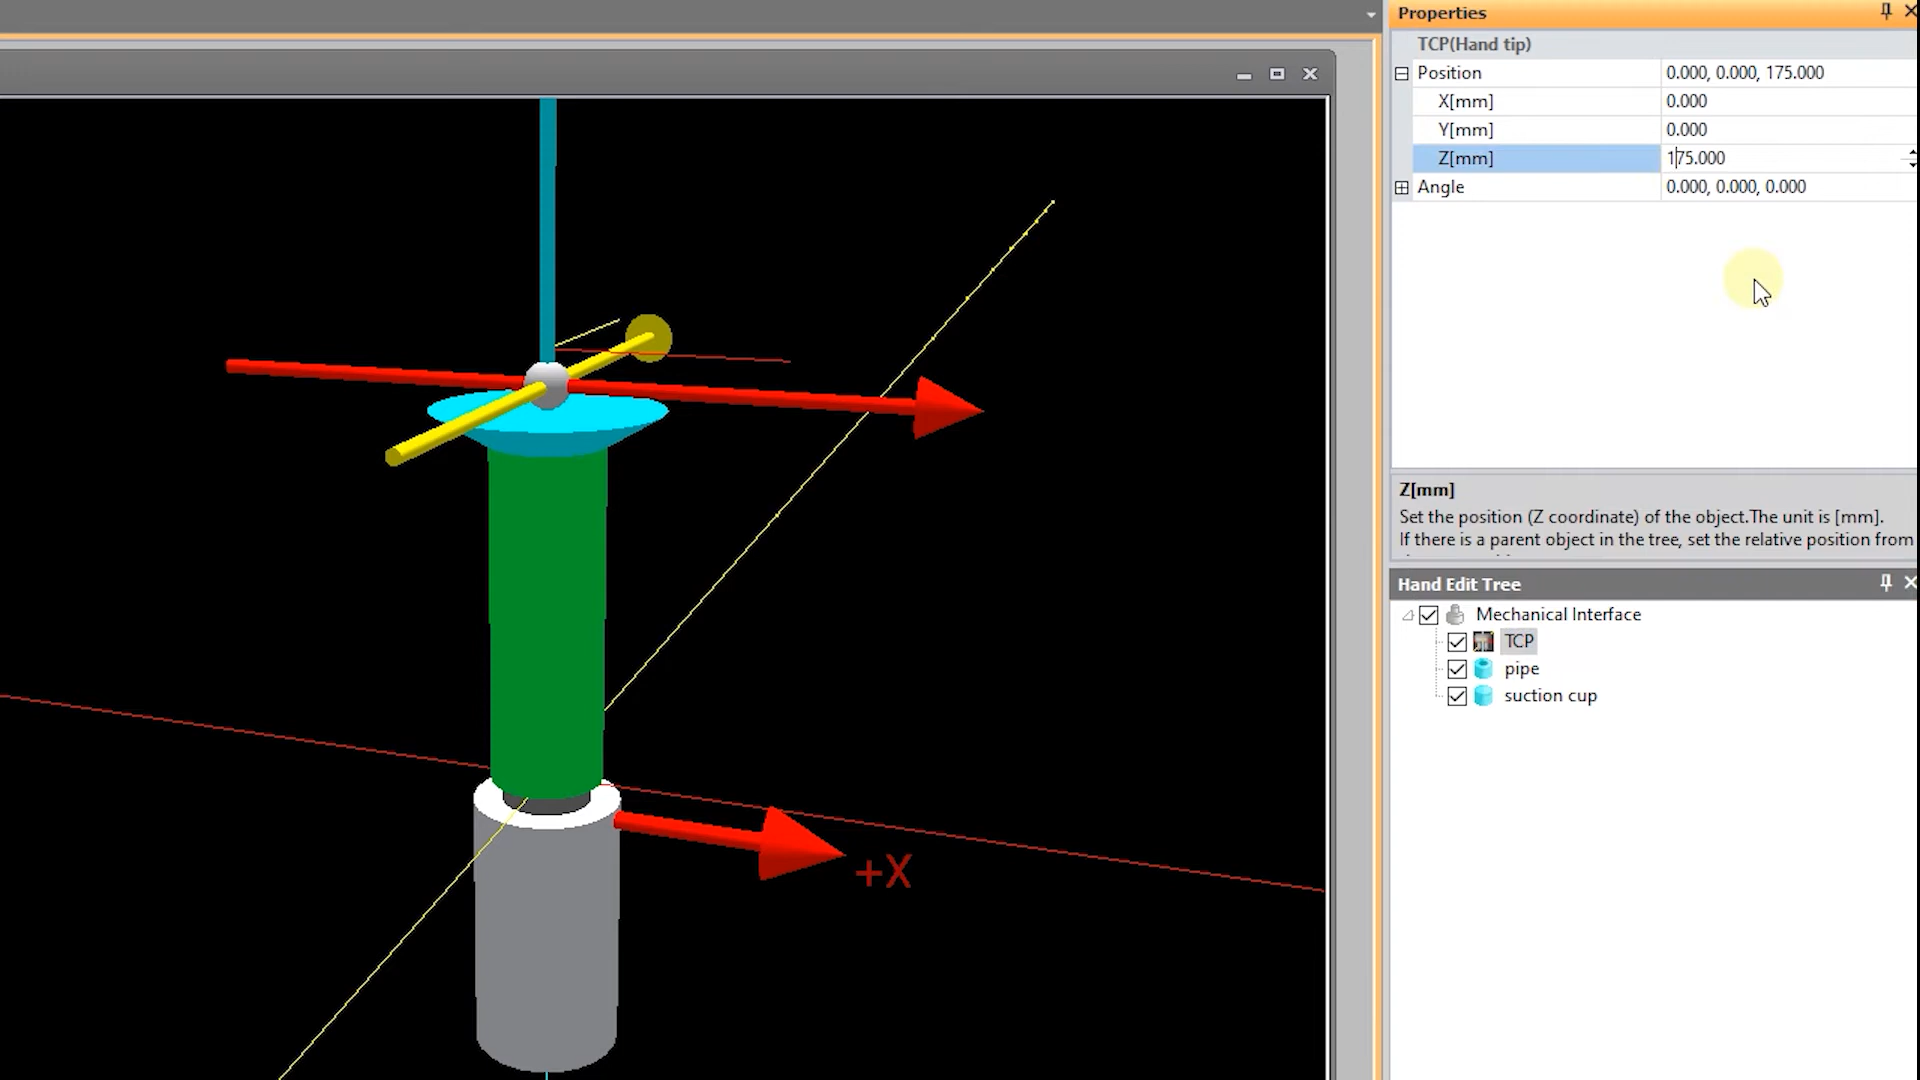 Properties
TCP(Hand tip)
Position 0.000, 0.000, 175.000
X[mm] 0.000
Y[mm] 0.000
Z[mm] 175.000
Angle 0.000, 0.000, 0.000
Z[mm]
Set the position (Z coordinate) of the object.The unit is [mm].
If there is a parent object in the tree, set the relative position from
Hand Edit Tree
Mechanical Interface
TCP
pipe
suction cup
+X